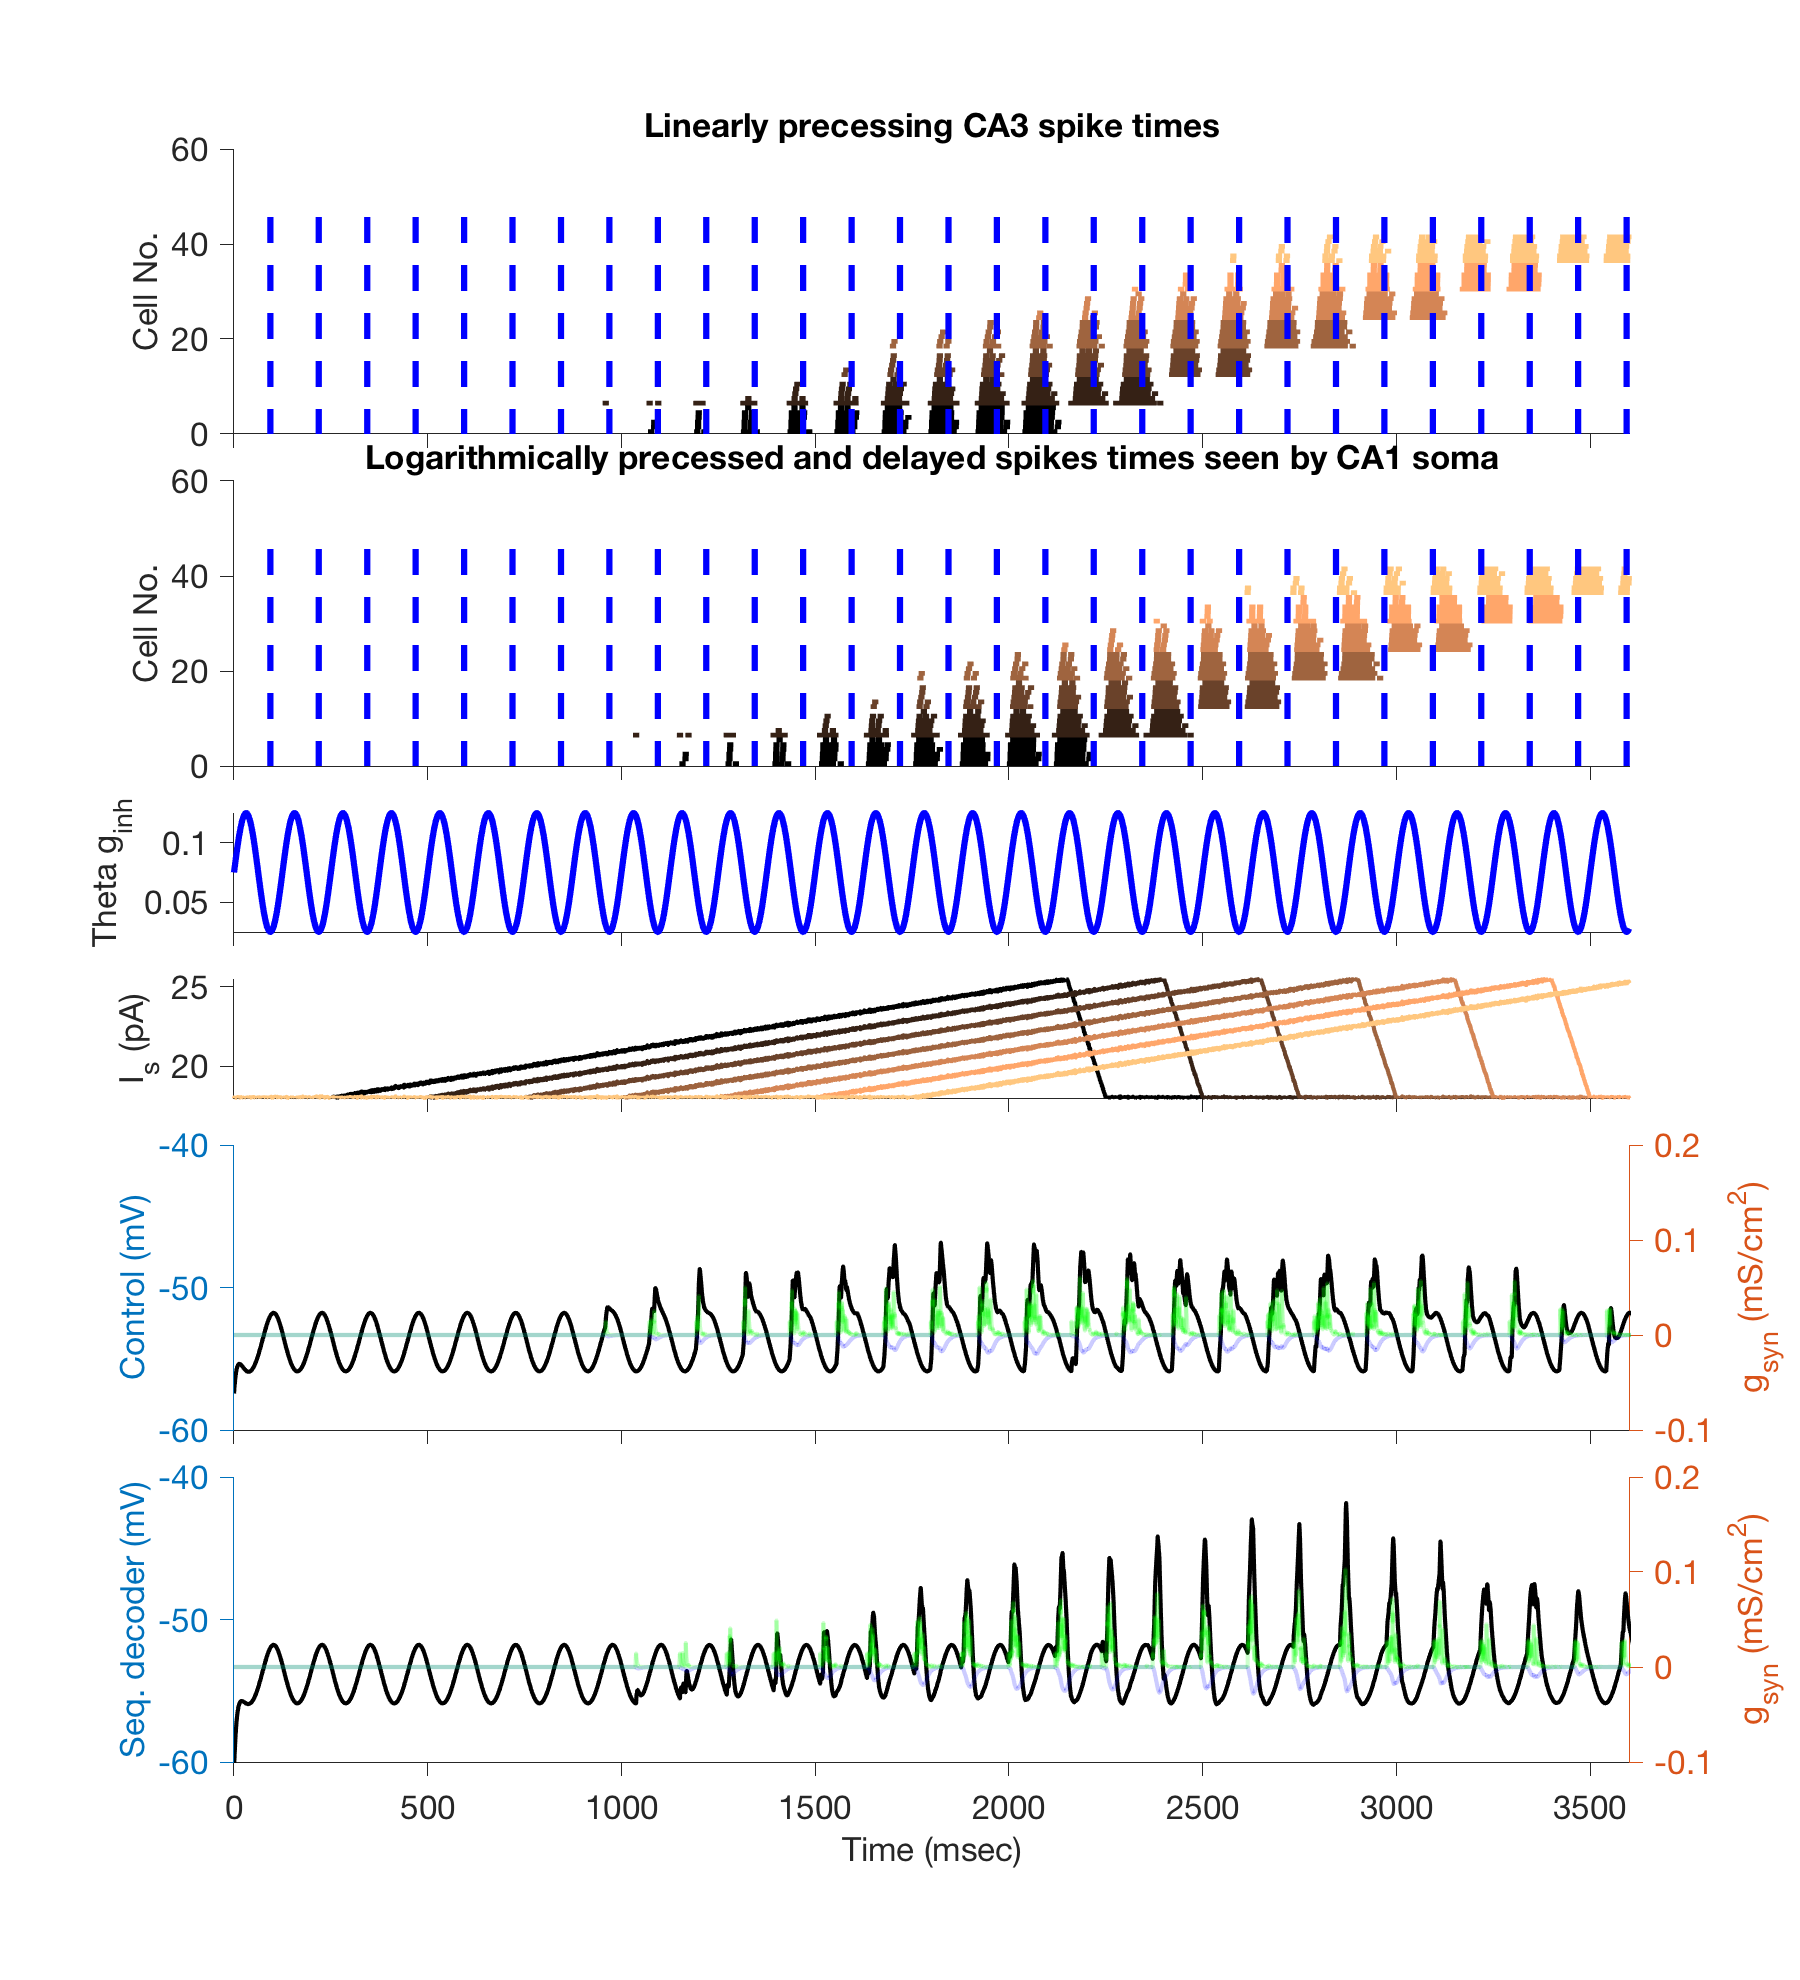 Linearly precessing CA3 spike times
60
40
20
0
Cell No.
Logarithmically precessed and delayed spikes times seen by CA1 soma
60
40
20
0
Cell No.
0.1
0.05
Theta g_inh
25
20
I_s (pA)
-40
-50
-60
Control (mV)
0.2
0.1
0
-0.1
g_syn (mS/cm²)
-40
-50
-60
Seq. decoder (mV)
0.2
0.1
0
-0.1
g_syn (mS/cm²)
0 500 1000 1500 2000 2500 3000 3500
Time (msec)